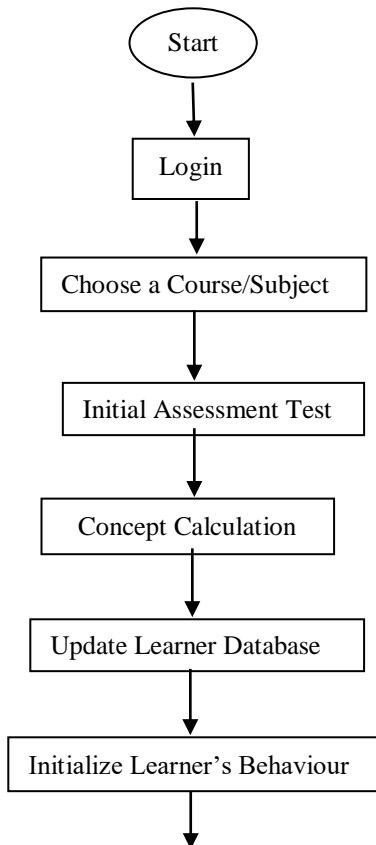 Start
Login
Choose a Course/Subject
Initial Assessment Test
Concept Calculation
Update Learner Database
Initialize Learner’s Behaviour